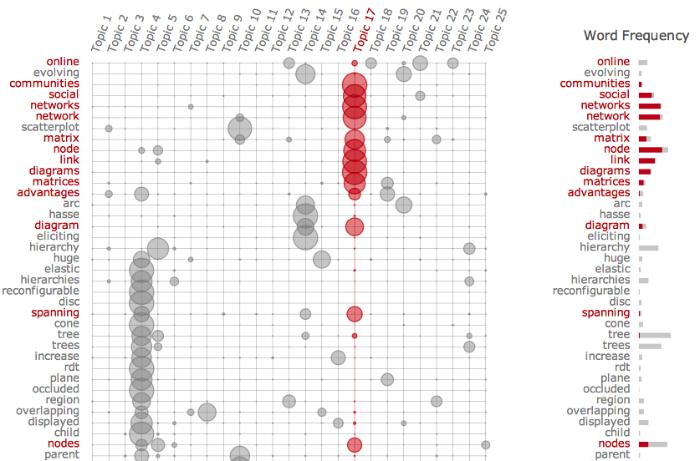 Topic 1
Topic 2
Topic 3
Topic 4
Topic 5
Topic 6
Topic 7
Topic 8
Topic 9
Topic 10
Topic 11
Topic 12
Topic 13
Topic 14
Topic 15
Topic 16
Topic 17
Topic 18
Topic 19
Topic 20
Topic 21
Topic 22
Topic 23
Topic 24
Topic 25
Word Frequency
online online
evolving evolving
communities communities
social social
networks networks
network network
scatterplot scatterplot
matrix matrix
node node
link link
diagrams diagrams
matrices matrices
advantages advantages
arc arc
hasse hasse
diagram diagram
eliciting eliciting
hierarchy hierarchy
huge huge
elastic elastic
hierarchies hierarchies
reconfigurable reconfigurable
disc disc
spanning spanning
cone cone
tree tree
trees trees
increase increase
rdt rdt
plane plane
occluded occluded
region region
overlapping overlapping
displayed displayed
child child
nodes nodes
parent parent